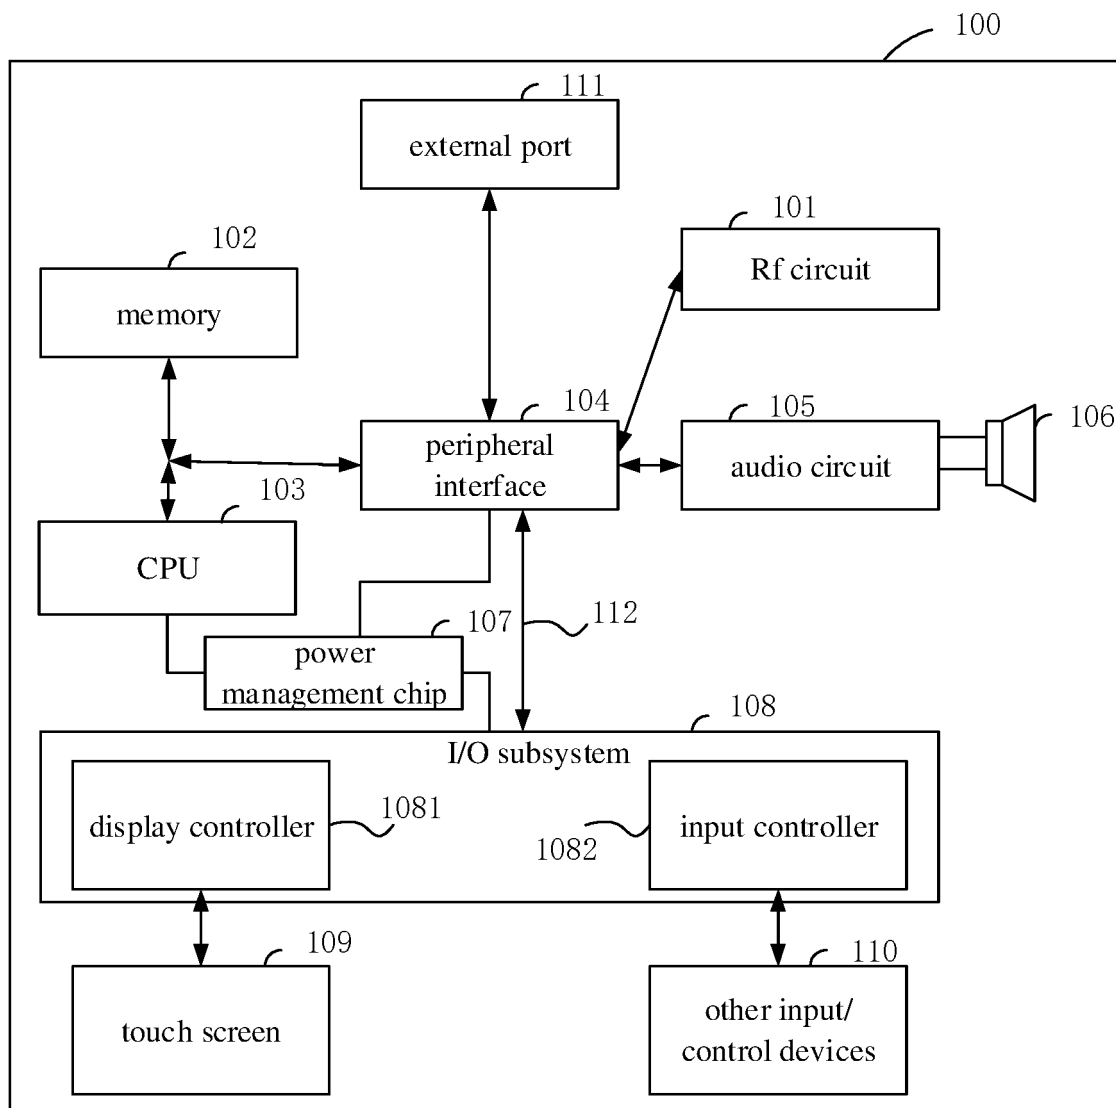 100
111
external port
101
Rf circuit
102
memory
104
peripheral
interface
105
audio circuit
106
103
CPU
107
power
management chip
112
108
I/O subsystem
display controller
1081
1082
input controller
109
touch screen
110
other input/
control devices